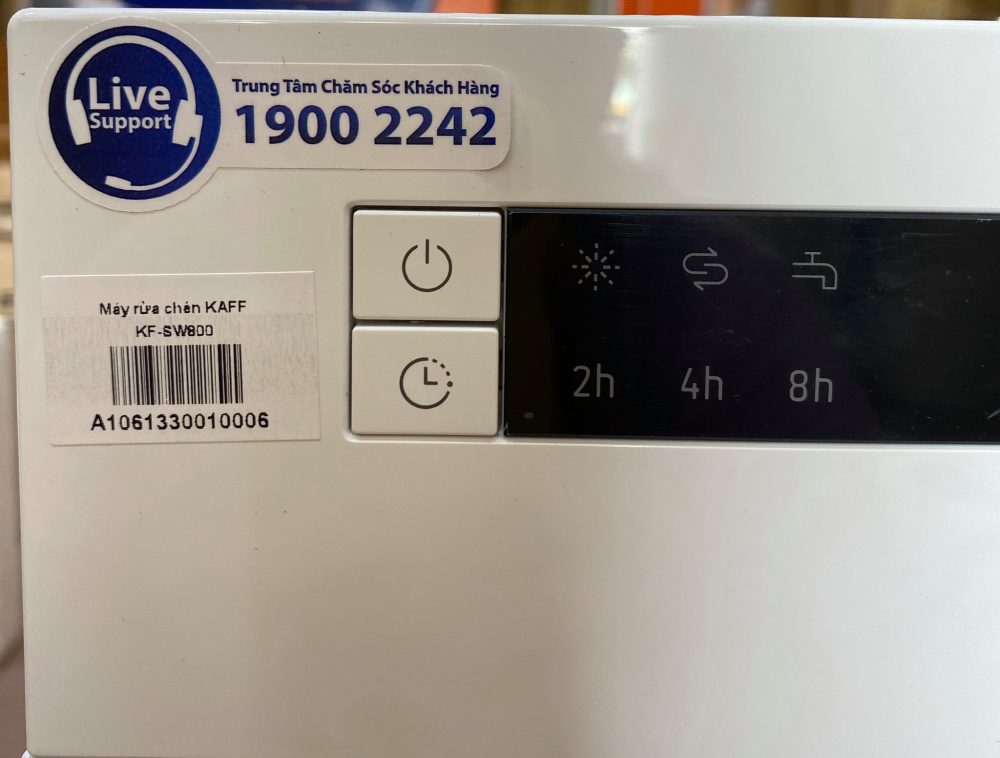 Live
Support
Trung Tâm Chăm Sóc Khách Hàng
1900 2242
Máy rửa chén KAFF
KF-SW800
A1061330010006
2h 4h 8h